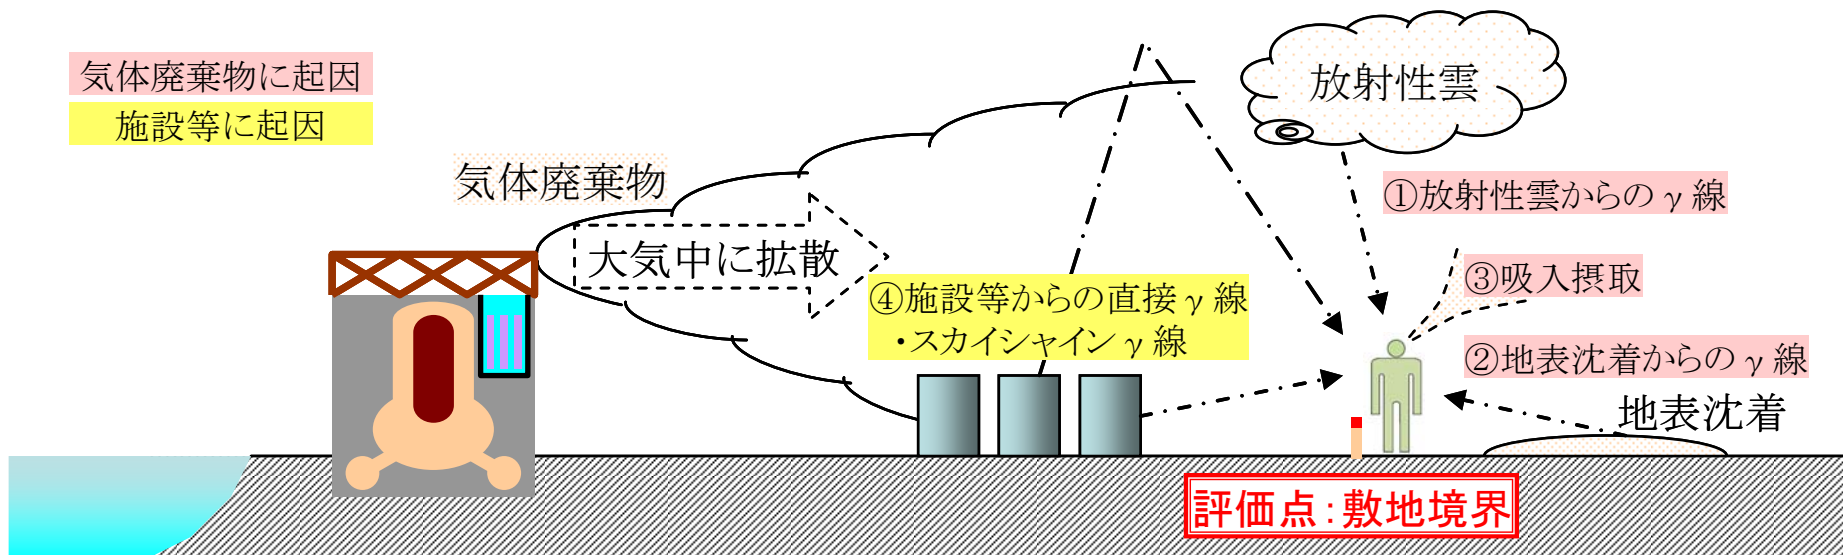 気体廃棄物に起因
施設等に起因
放射性雲
気体廃棄物
①放射性雲からのγ線
大気中に拡散
③吸入摂取
④施設等からの直接γ線
・スカイシャインγ線
②地表沈着からのγ線
地表沈着
評価点:敷地境界